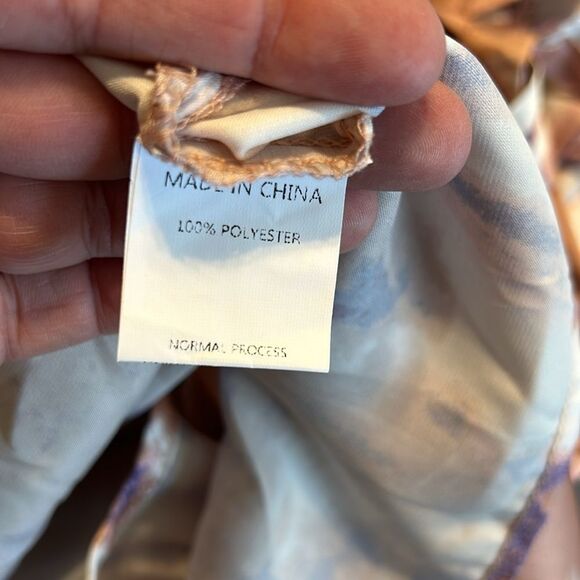 MADE IN CHINA
100% POLYESTER
NORMAL PROCESS